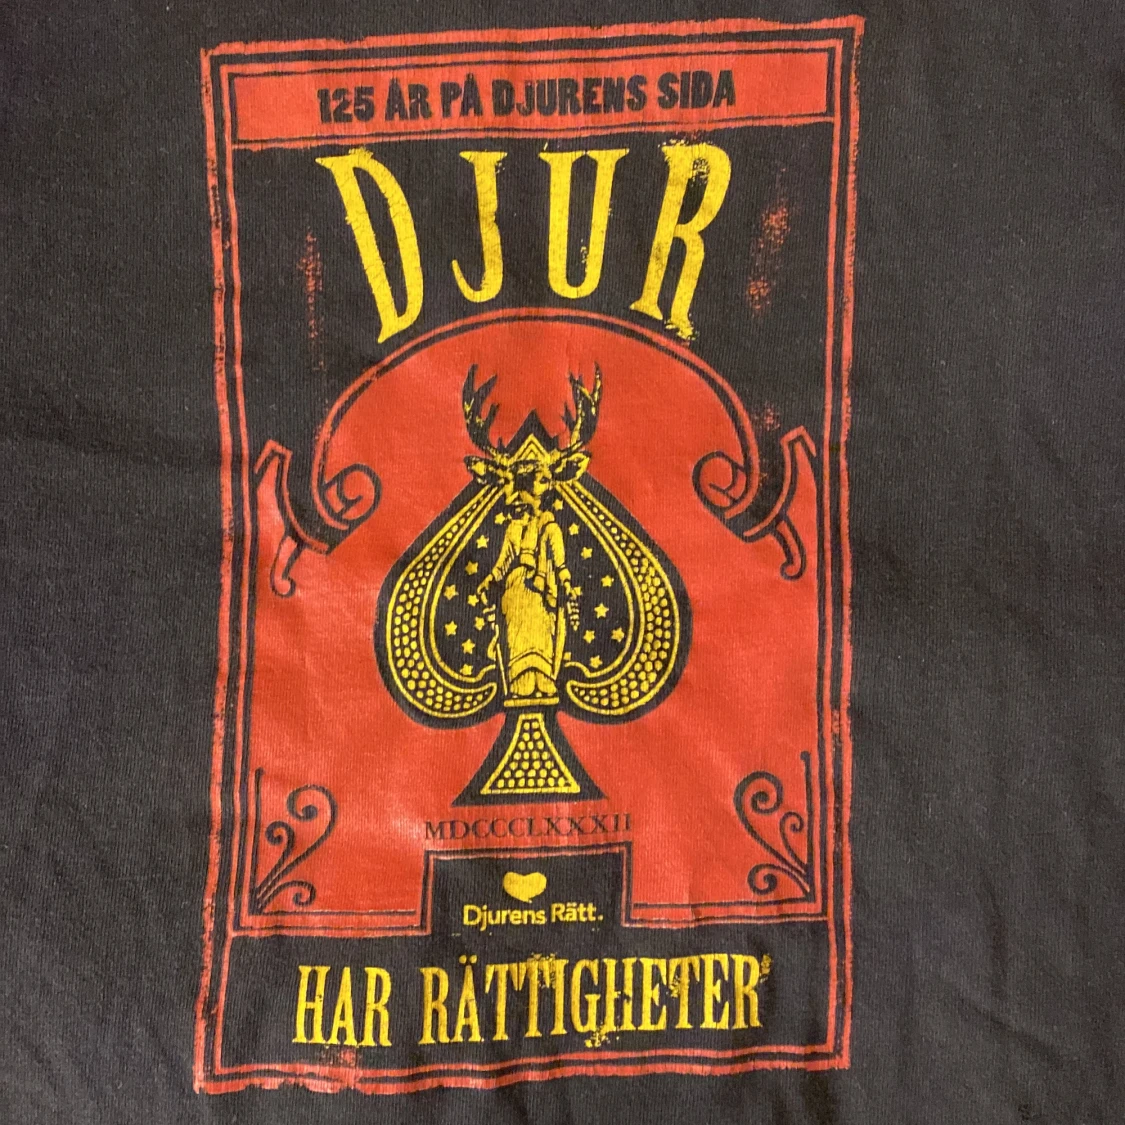 125 ÅR PÅ DJURENS SIDA
DJUR
MDCCCLXXXII
Djurens Rätt.
HAR RÄTTIGHETER